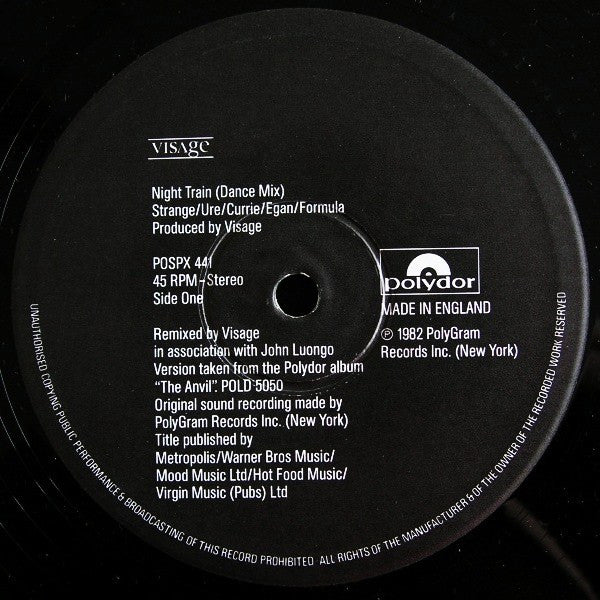 VISAGE
Night Train (Dance Mix)
Strange/Ure/Currie/Egan/Formula
Produced by Visage
POSPX 441
45 RPM-Stereo
Side One
polydor
MADE IN ENGLAND
℗ 1982 PolyGram
Records Inc. (New York)
Remixed by Visage
in association with John Luongo
Version taken from the Polydor album
"The Anvil". POLD 5050
Original sound recording made by
PolyGram Records Inc. (New York)
Title published by
Metropolis/Warner Bros Music/
Mood Music Ltd/Hot Food Music/
Virgin Music (Pubs) Ltd
UNAUTHORISED COPYING PUBLIC PERFORMANCE & BROADCASTING OF THIS RECORD PROHIBITED ALL RIGHTS OF THE MANUFACTURER & OF THE OWNER OF THE RECORDED WORK RESERVED